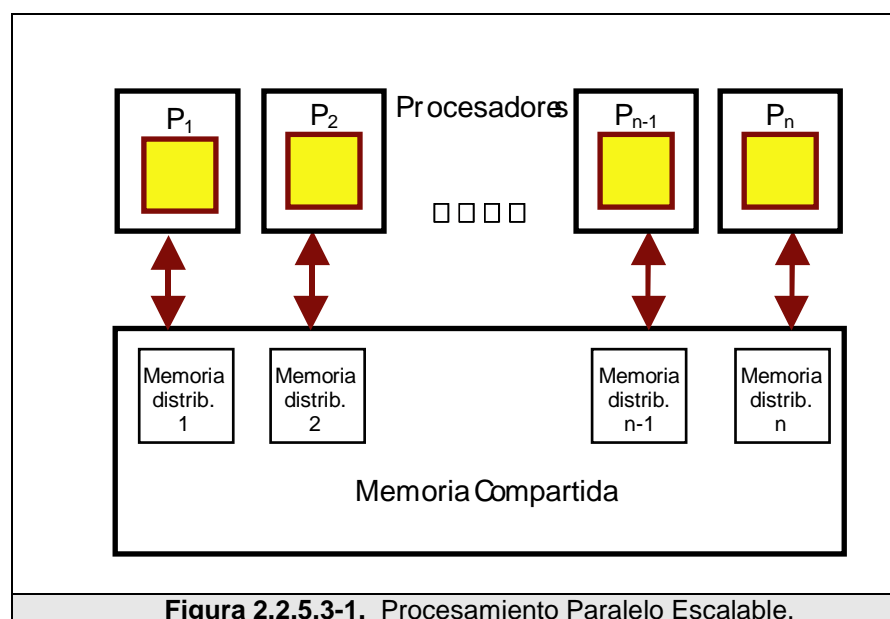 P1 P2 Procesadores Pn-1 Pn
Memoria distrib. 1
Memoria distrib. 2
Memoria distrib. n-1
Memoria distrib. n
Memoria Compartida
Figura 2.2.5.3-1. Procesamiento Paralelo Escalable.